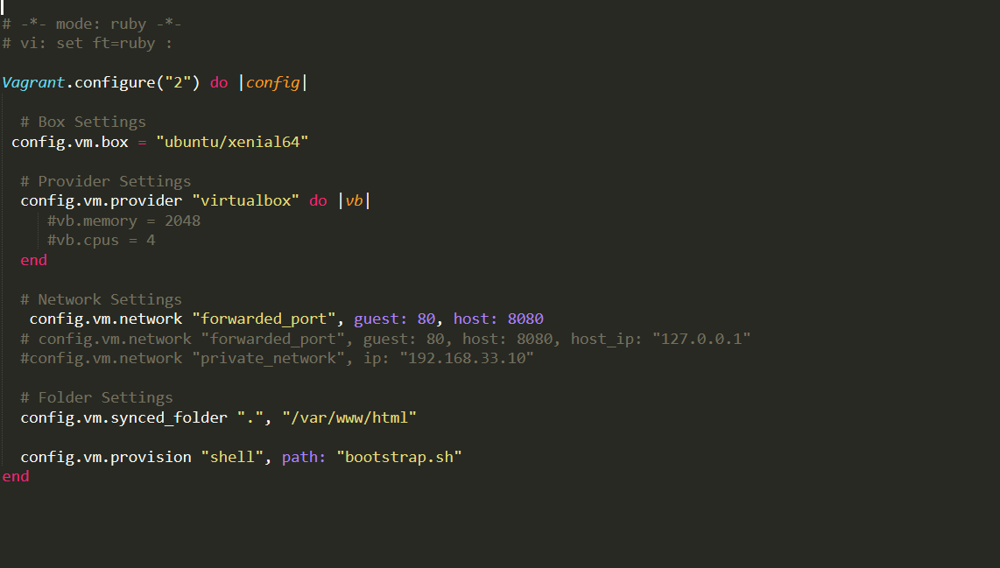 # -*- mode: ruby -*-
# vi: set ft=ruby :
Vagrant.configure("2") do |config|
# Box Settings
config.vm.box = "ubuntu/xenial64"
# Provider Settings
config.vm.provider "virtualbox" do |vb|
#vb.memory = 2048
#vb.cpus = 4
end
# Network Settings
config.vm.network "forwarded_port", guest: 80, host: 8080
# config.vm.network "forwarded_port", guest: 80, host: 8080, host_ip: "127.0.0.1"
#config.vm.network "private_network", ip: "192.168.33.10"
# Folder Settings
config.vm.synced_folder ".", "/var/www/html"
config.vm.provision "shell", path: "bootstrap.sh"
end